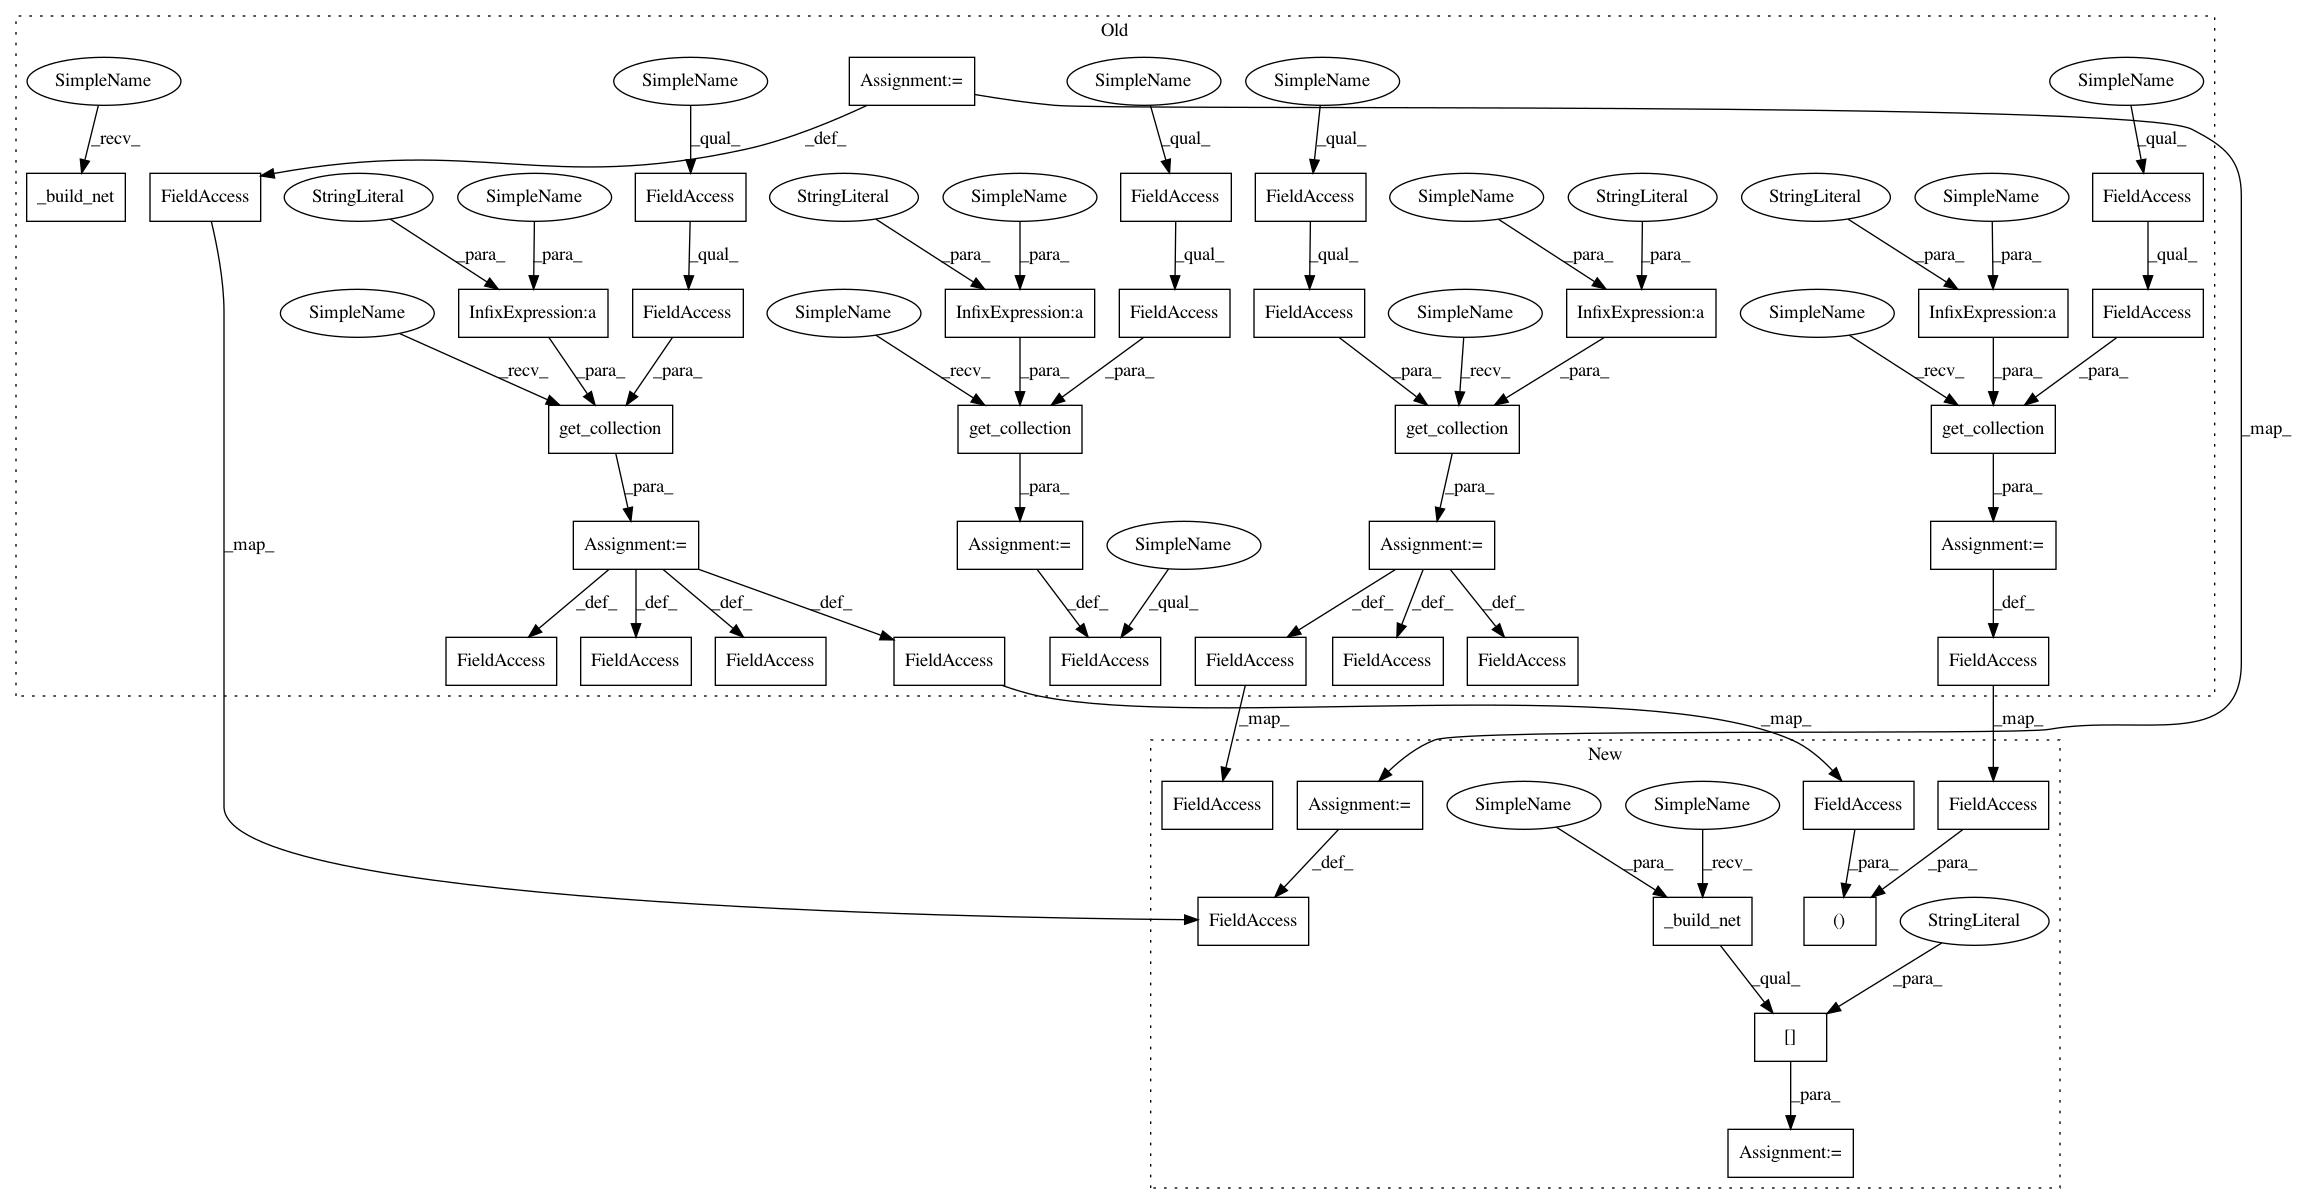 Old
SimpleName
SimpleName
Assignment:=
SimpleName
SimpleName
SimpleName
_recv_
_qual_
_def_
_qual_
_qual_
_qual_
_build_net
FieldAccess
StringLiteral
SimpleName
FieldAccess
StringLiteral
SimpleName
FieldAccess
FieldAccess
SimpleName
StringLiteral
StringLiteral
SimpleName
FieldAccess
_para_
_para_
_qual_
_para_
_para_
_qual_
_qual_
_para_
_para_
_para_
_para_
_qual_
SimpleName
InfixExpression:a
FieldAccess
SimpleName
InfixExpression:a
FieldAccess
FieldAccess
SimpleName
InfixExpression:a
SimpleName
InfixExpression:a
FieldAccess
_recv_
_para_
_para_
_recv_
_para_
_para_
_para_
_recv_
_para_
_recv_
_para_
_para_
get_collection
get_collection
get_collection
get_collection
_map_
_para_
_para_
_para_
_para_
_map_
Assignment:=
Assignment:=
SimpleName
Assignment:=
Assignment:=
_def_
_def_
_def_
_def_
_def_
_qual_
_def_
_def_
_def_
_def_
FieldAccess
FieldAccess
FieldAccess
FieldAccess
FieldAccess
FieldAccess
FieldAccess
FieldAccess
FieldAccess
_map_
_map_
_map_
New
FieldAccess
Assignment:=
SimpleName
SimpleName
FieldAccess
FieldAccess
_def_
_para_
_recv_
_para_
_para_
FieldAccess
_build_net
()
StringLiteral
_qual_
_para_
[]
_para_
Assignment:=